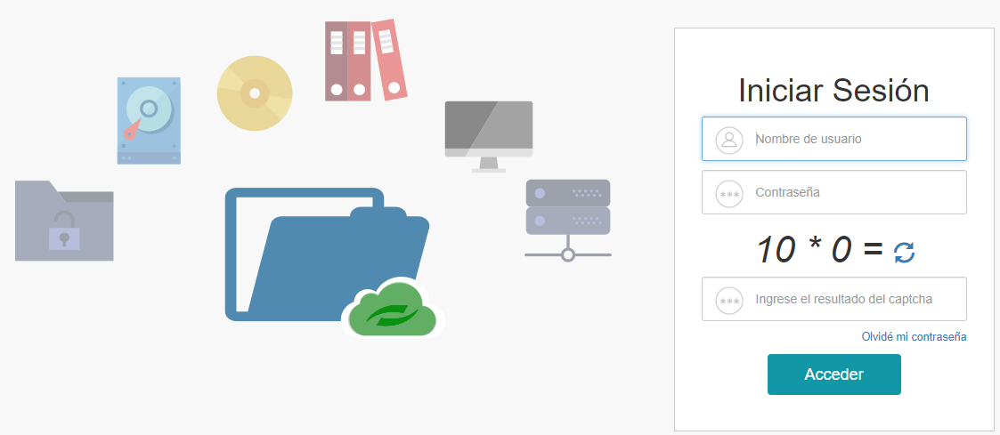 Iniciar Sesión
Nombre de usuario
Contraseña
10 * 0 =
Ingrese el resultado del captcha
Olvidé mi contraseña
Acceder